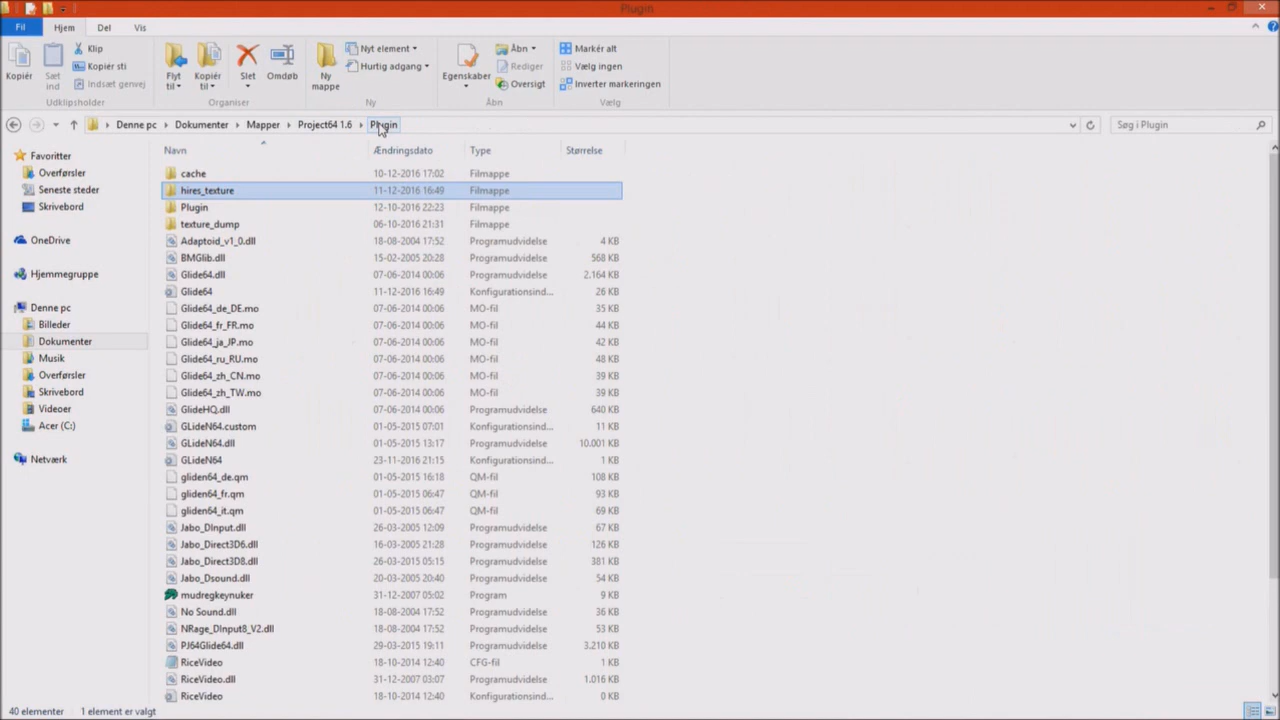 Plugin
Fil Hjem Del Vis
Kopiér
Sæt ind
Klip
Kopiér sti
Indsæt genvej
Udklipsholder
Flyt til
Kopiér til
Slet
Omdøb
Organiser
Ny mappe
Nyt element
Hurtig adgang
Ny
Egenskaber
Åbn
Rediger
Oversigt
Åbn
Markér alt
Vælg ingen
Inverter markeringen
Vælg
Denne pc Dokumenter Mapper Project64 1.6 Plugin
Søg i Plugin
Favoritter
Overførsler
Seneste steder
Skrivebord
OneDrive
Hjemmegruppe
Denne pc
Billeder
Dokumenter
Musik
Overførsler
Skrivebord
Videoer
Acer (C:)
Netværk
Navn Ændringsdato Type Størrelse
cache 10-12-2016 17:02 Filmappe
hires_texture 11-12-2016 16:49 Filmappe
Plugin 12-10-2016 22:23 Filmappe
texture_dump 06-10-2016 21:31 Filmappe
Adaptoid_v1_0.dll 18-08-2004 17:52 Programudvidelse 4 KB
BMGlib.dll 15-02-2005 20:28 Programudvidelse 568 KB
Glide64.dll 07-06-2014 00:06 Programudvidelse 2.164 KB
Glide64 11-12-2016 16:49 Konfigurationsind... 26 KB
Glide64_de_DE.mo 07-06-2014 00:06 MO-fil 35 KB
Glide64_fr_FR.mo 07-06-2014 00:06 MO-fil 44 KB
Glide64_ja_JP.mo 07-06-2014 00:06 MO-fil 42 KB
Glide64_ru_RU.mo 07-06-2014 00:06 MO-fil 48 KB
Glide64_zh_CN.mo 07-06-2014 00:06 MO-fil 39 KB
Glide64_zh_TW.mo 07-06-2014 00:06 MO-fil 39 KB
GlideHQ.dll 07-06-2014 00:06 Programudvidelse 640 KB
GLideN64.custom 01-05-2015 07:01 Konfigurationsind... 11 KB
GLideN64.dll 01-05-2015 13:17 Programudvidelse 10.001 KB
GLideN64 23-11-2016 21:15 Konfigurationsind... 1 KB
gliden64_de.qm 01-05-2015 16:18 QM-fil 108 KB
gliden64_fr.qm 01-05-2015 06:47 QM-fil 93 KB
gliden64_it.qm 01-05-2015 06:47 QM-fil 69 KB
Jabo_DInput.dll 26-03-2005 12:09 Programudvidelse 67 KB
Jabo_Direct3D6.dll 16-03-2005 21:28 Programudvidelse 126 KB
Jabo_Direct3D8.dll 26-03-2015 05:15 Programudvidelse 381 KB
Jabo_Dsound.dll 20-03-2005 20:40 Programudvidelse 54 KB
mudregkeynuker 31-12-2007 05:02 Program 9 KB
No Sound.dll 18-08-2004 17:52 Programudvidelse 36 KB
NRage_DInput8_V2.dll 18-08-2004 17:52 Programudvidelse 53 KB
PJ64Glide64.dll 29-03-2015 19:11 Programudvidelse 3.210 KB
RiceVideo 18-10-2014 12:40 CFG-fil 1 KB
RiceVideo.dll 31-12-2007 03:07 Programudvidelse 1.016 KB
RiceVideo 18-10-2014 12:40 Konfigurationsind... 0 KB
40 elementer 1 element er valgt